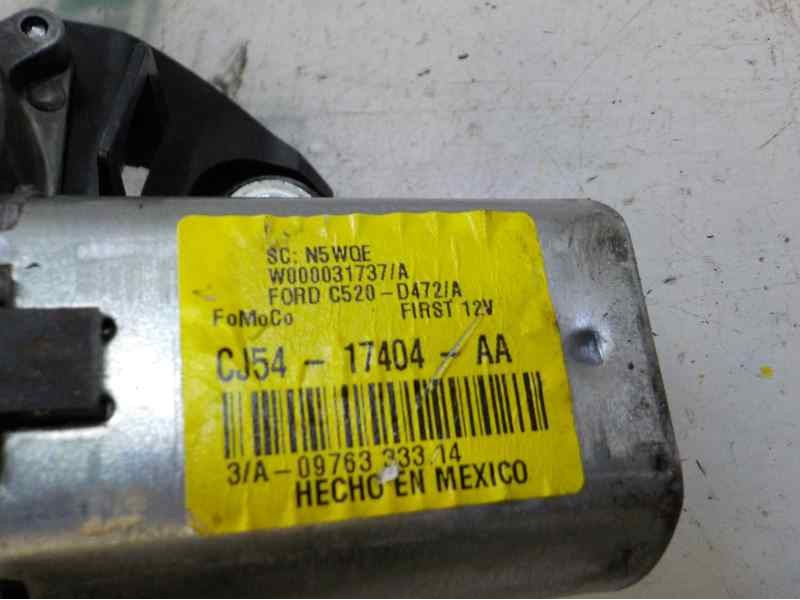 SC: N5WQE
W000031737/A
FORD C520-D472/A
FoMoCo FIRST 12V
CJ54 - 17404 - AA
3/A-09763 333.14
HECHO EN MEXICO